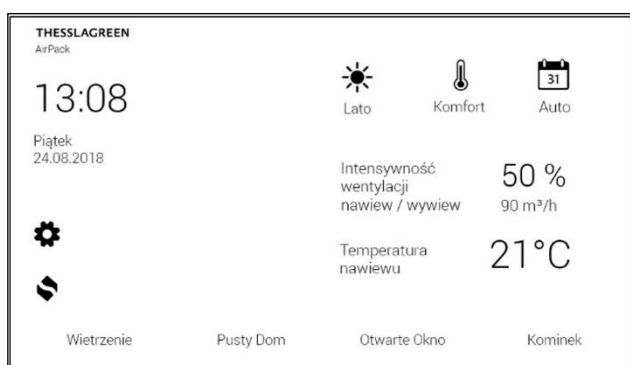 THESSLAGREEN
AirPack
13:08
Piątek
24.08.2018
31
Lato
Komfort
Auto
Intensywność
wentylacji
nawiew / wywiew
50 %
90 m³/h
Temperatura
nawiewu
21°C
Wietrzenie
Pusty Dom
Otwarte Okno
Kominek